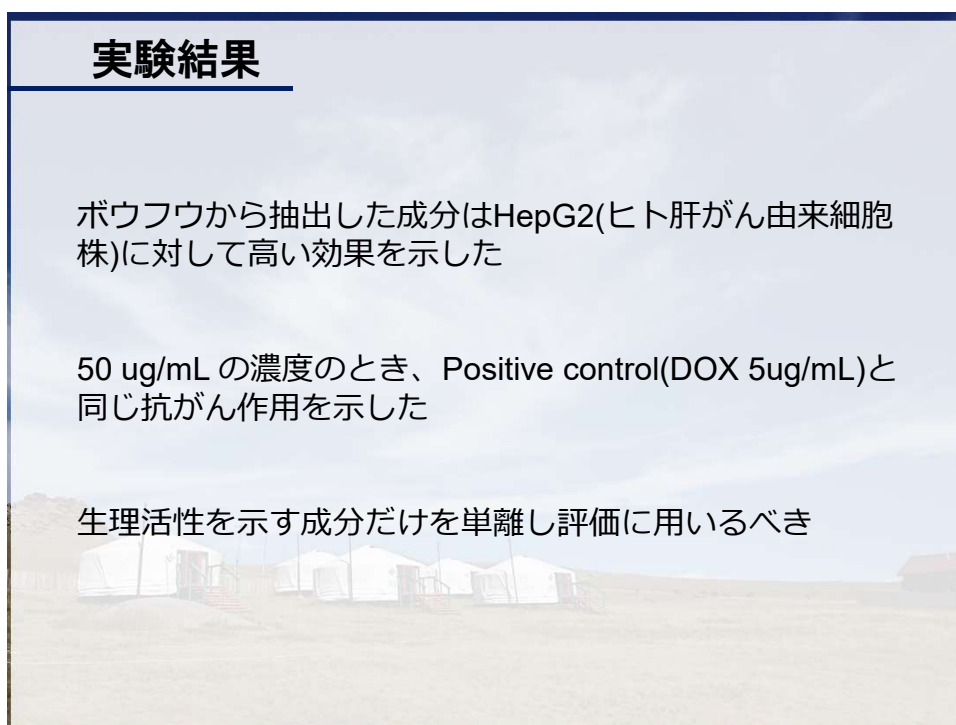 実験結果
ボウフウから抽出した成分はHepG2(ヒト肝がん由来細胞
株)に対して高い効果を示した
50 ug/mL の濃度のとき、Positive control(DOX 5ug/mL)と
同じ抗がん作用を示した
生理活性を示す成分だけを単離し評価に用いるべき